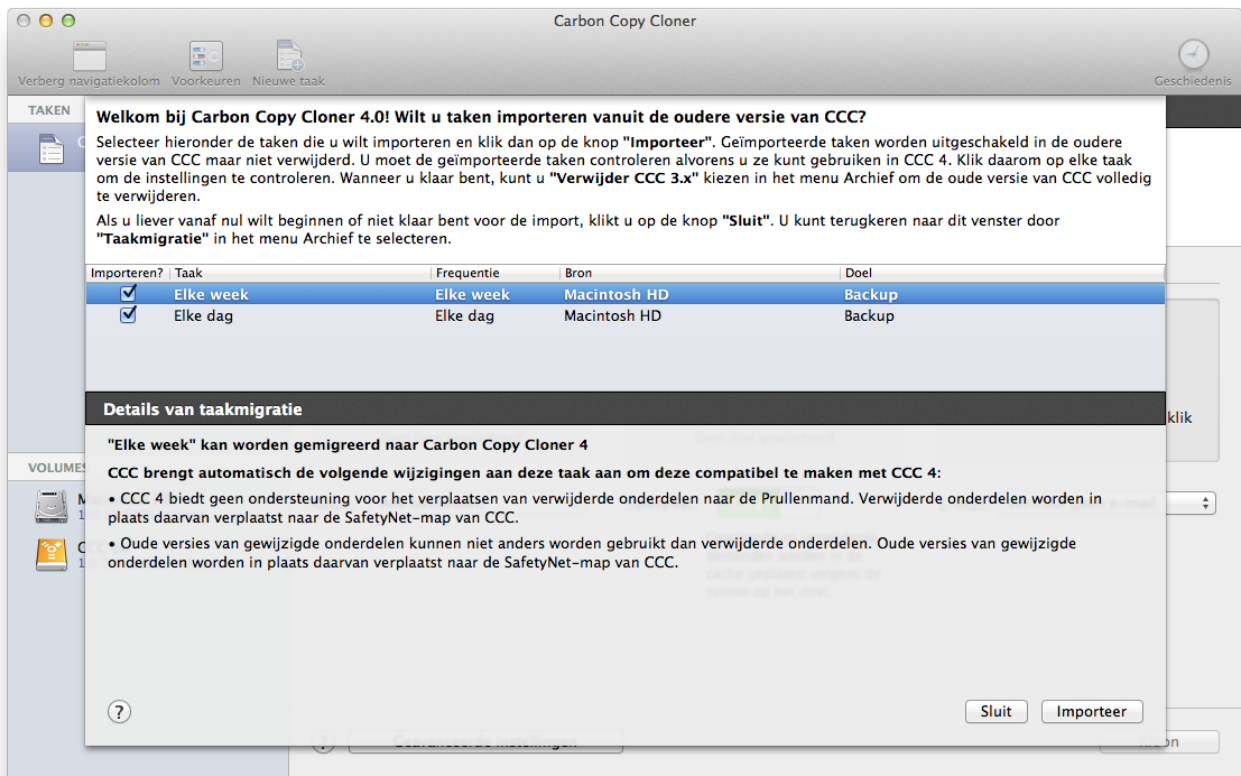 Carbon Copy Cloner
Verberg navigatiekolom
Voorkeuren
Nieuwe taak
Geschiedenis
TAKEN
Welkom bij Carbon Copy Cloner 4.0! Wilt u taken importeren vanuit de oudere versie van CCC?
Selecteer hieronder de taken die u wilt importeren en klik dan op de knop "Importeer". Geïmporteerde taken worden uitgeschakeld in de oudere
versie van CCC maar niet verwijderd. U moet de geïmporteerde taken controleren alvorens u ze kunt gebruiken in CCC 4. Klik daarom op elke taak
om de instellingen te controleren. Wanneer u klaar bent, kunt u "Verwijder CCC 3.x" kiezen in het menu Archief om de oude versie van CCC volledig
te verwijderen.
Als u liever vanaf nul wilt beginnen of niet klaar bent voor de import, klikt u op de knop "Sluit". U kunt terugkeren naar dit venster door
"Taakmigratie" in het menu Archief te selecteren.
Importeren? Taak Frequentie Bron Doel
Elke week Elke week Macintosh HD Backup
Elke dag Elke dag Macintosh HD Backup
Details van taakmigratie
klik
"Elke week" kan worden gemigreerd naar Carbon Copy Cloner 4
VOLUMES
CCC brengt automatisch de volgende wijzigingen aan deze taak aan om deze compatibel te maken met CCC 4:
• CCC 4 biedt geen ondersteuning voor het verplaatsen van verwijderde onderdelen naar de Prullenmand. Verwijderde onderdelen worden in
plaats daarvan verplaatst naar de SafetyNet-map van CCC.
• Oude versies van gewijzigde onderdelen kunnen niet anders worden gebruikt dan verwijderde onderdelen. Oude versies van gewijzigde
onderdelen worden in plaats daarvan verplaatst naar de SafetyNet-map van CCC.
cache geplaatst volgens de
ruimte op het doel.
?
Sluit
Importeer
Geavanceerde instellingen
Kloon